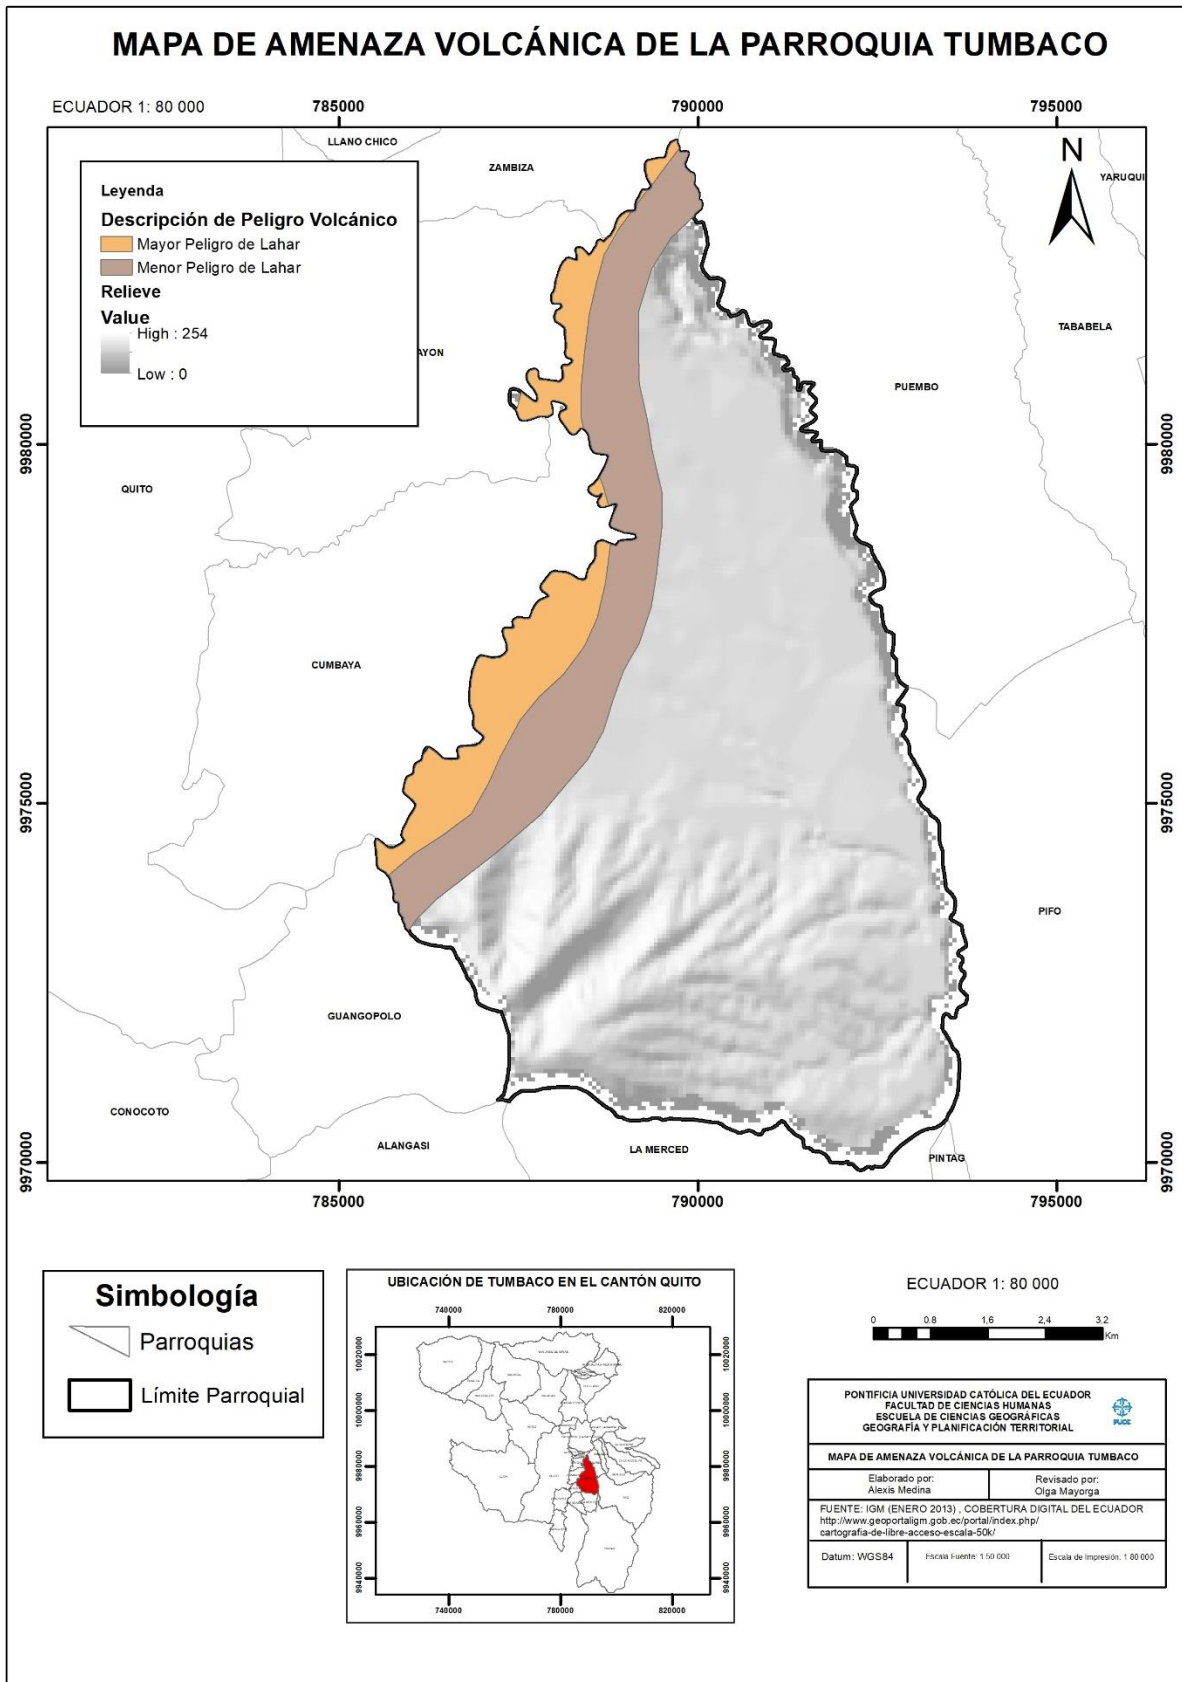 MAPA DE AMENAZA VOLCÁNICA DE LA PARROQUIA TUMBACO
ECUADOR 1: 80 000
785000
790000
795000
LLANO CHICO
ZAMBIZA
N
YARUQUI
Leyenda
Descripción de Peligro Volcánico
Mayor Peligro de Lahar
Menor Peligro de Lahar
Relieve
Value
High : 254
Low : 0
AYON
TABABELA
PUEMBO
9980000
9980000
QUITO
CUMBAYA
9975000
9975000
PIFO
GUANGOPOLO
CONOCOTO
ALANGASI
LA MERCED
PINTAG
9970000
9970000
785000
790000
795000
Simbología
Parroquias
Límite Parroquial
UBICACIÓN DE TUMBACO EN EL CANTÓN QUITO
740000
780000
820000
10020000
10020000
10000000
10000000
9980000
9980000
9960000
9960000
9940000
9940000
740000
780000
820000
ECUADOR 1: 80 000
0 0,8 1,6 2,4 3,2
Km
PONTIFICIA UNIVERSIDAD CATÓLICA DEL ECUADOR
FACULTAD DE CIENCIAS HUMANAS
ESCUELA DE CIENCIAS GEOGRÁFICAS
GEOGRAFÍA Y PLANIFICACIÓN TERRITORIAL
PUCE
MAPA DE AMENAZA VOLCÁNICA DE LA PARROQUIA TUMBACO
Elaborado por:
Alexis Medina
Revisado por:
Olga Mayorga
FUENTE: IGM (ENERO 2013) , COBERTURA DIGITAL DEL ECUADOR
http://www.geoportaligm.gob.ec/portal/index.php/
cartografia-de-libre-acceso-escala-50k/
Datum: WGS84
Escala Fuente: 1 50 000
Escala de Impresión: 1 80 000